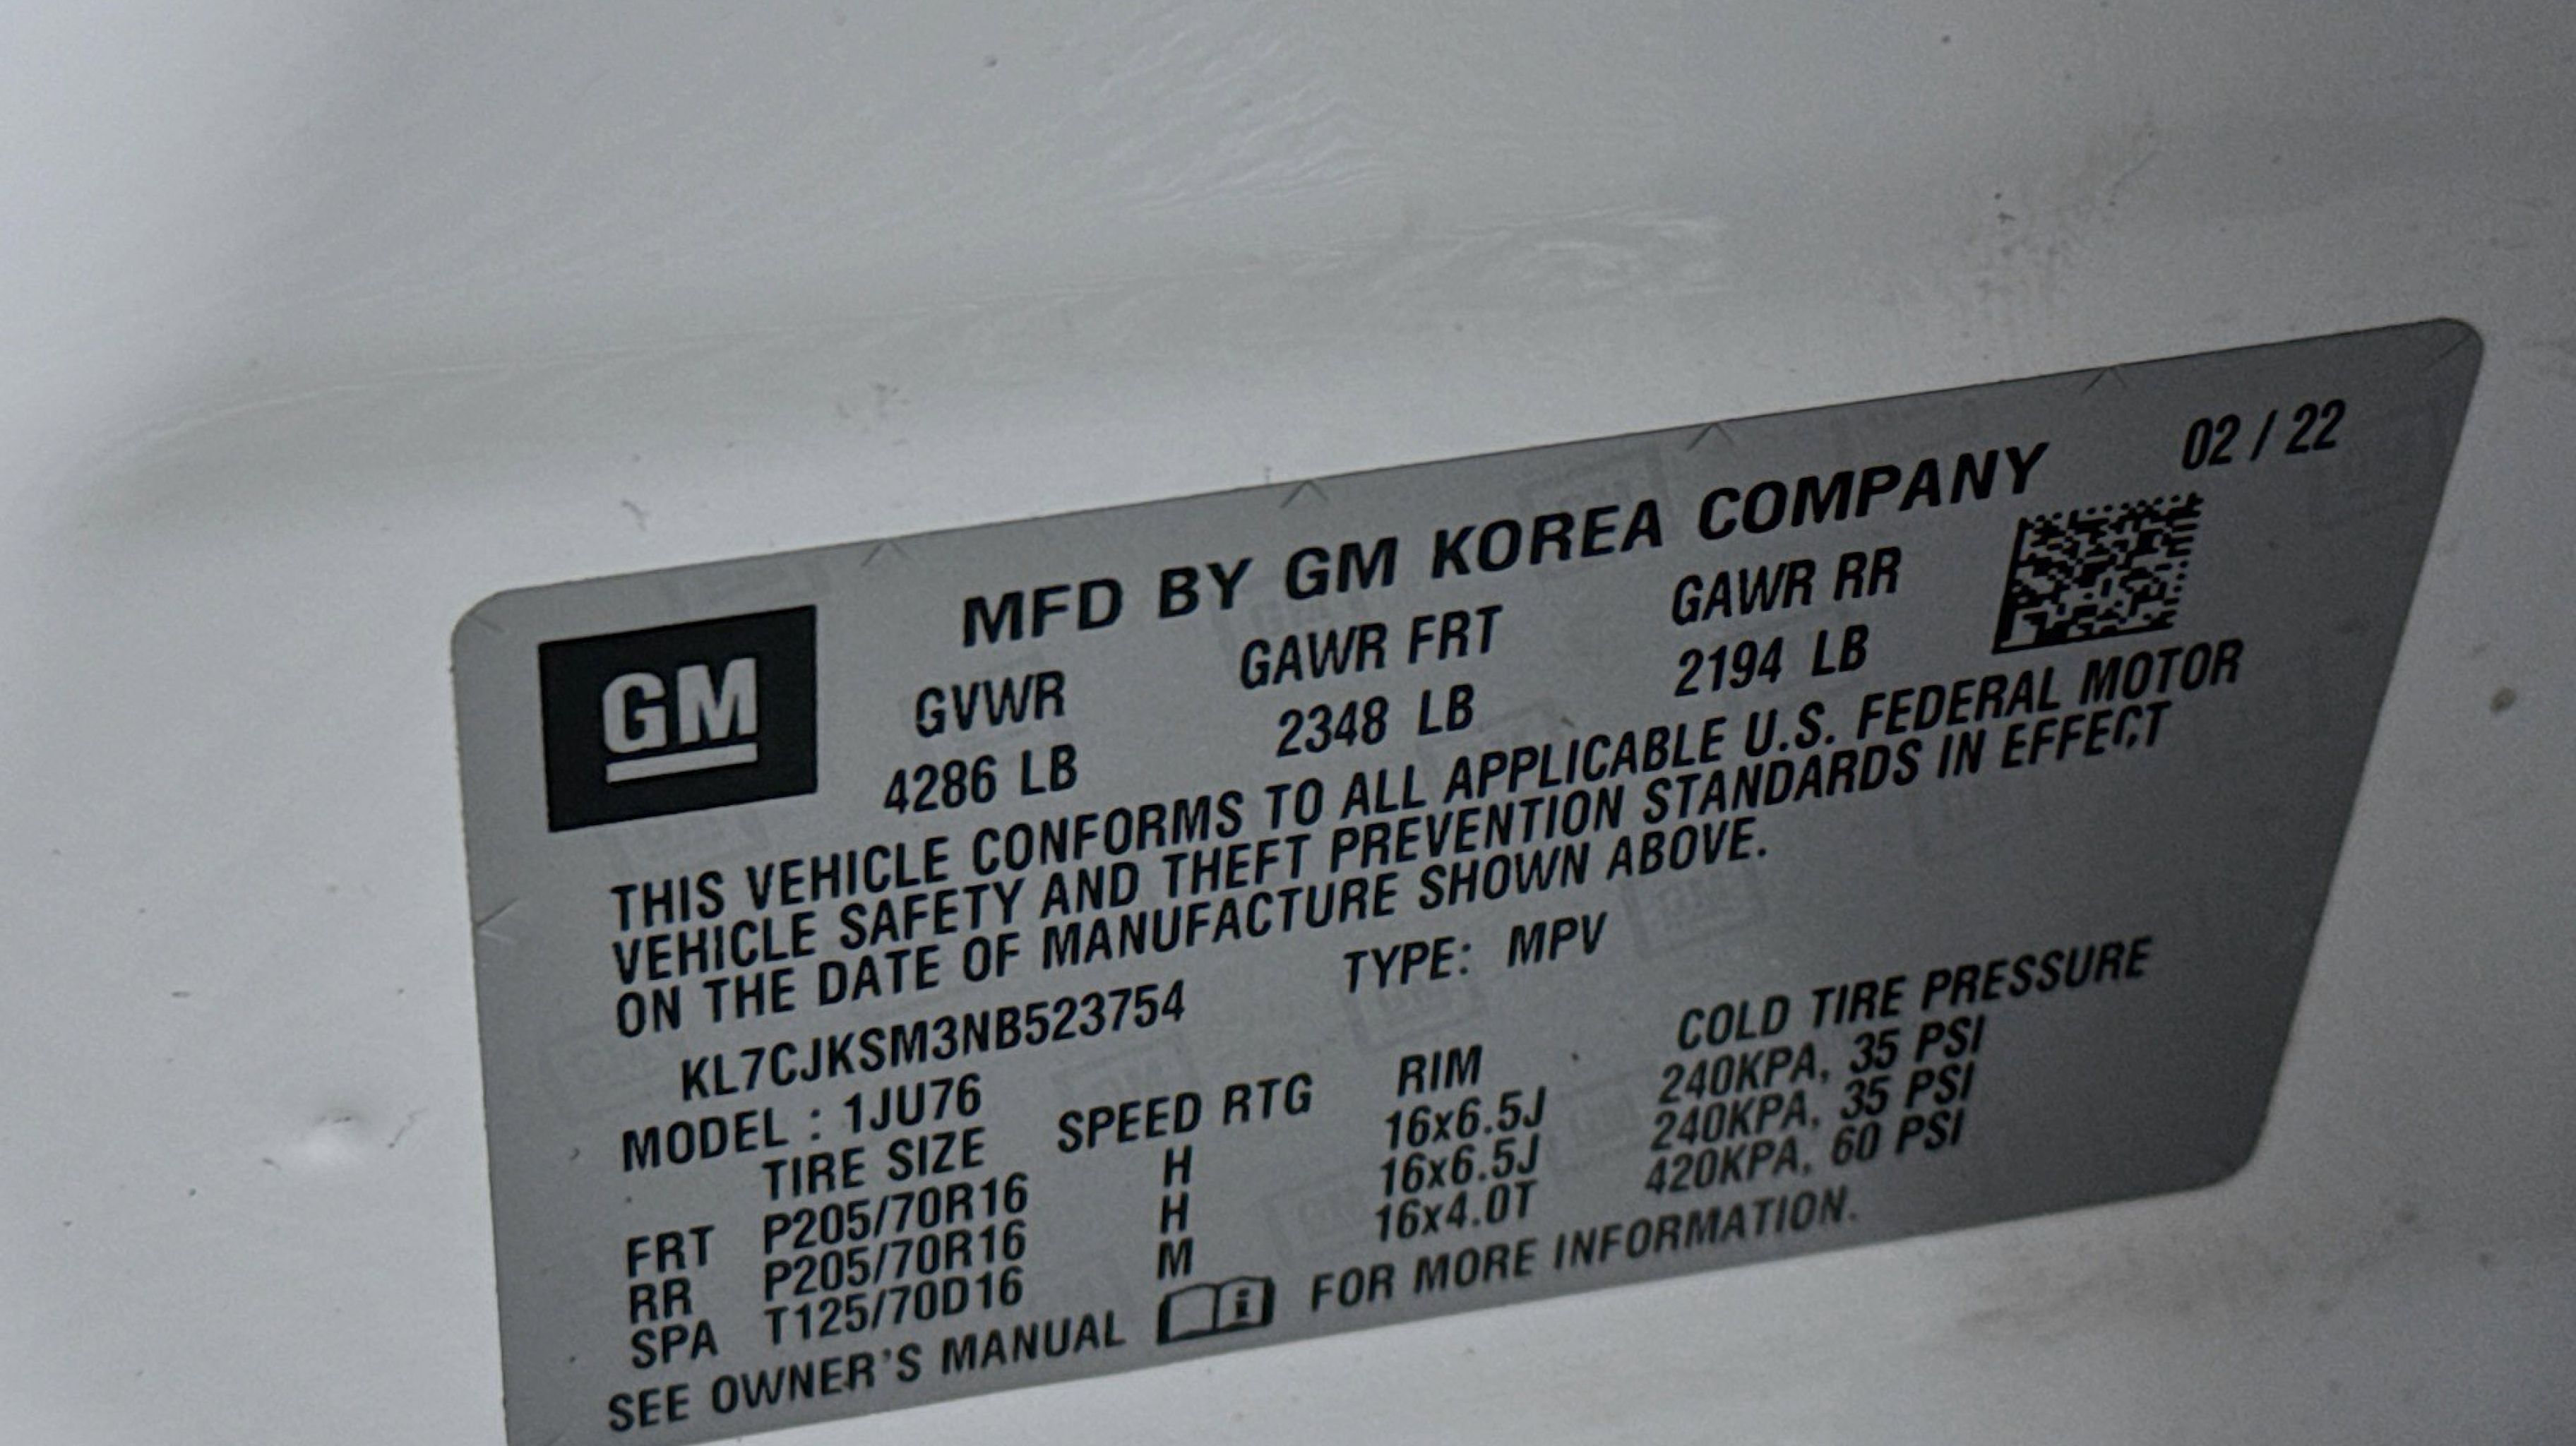 MFD BY GM KOREA COMPANY 02 / 22
GM
GVWR GAWR FRT GAWR RR
4286 LB 2348 LB 2194 LB
THIS VEHICLE CONFORMS TO ALL APPLICABLE U.S. FEDERAL MOTOR
VEHICLE SAFETY AND THEFT PREVENTION STANDARDS IN EFFECT
ON THE DATE OF MANUFACTURE SHOWN ABOVE.
KL7CJKSM3NB523754 TYPE: MPV
MODEL : 1JU76
TIRE SIZE SPEED RTG RIM COLD TIRE PRESSURE
FRT P205/70R16 H 16x6.5J 240KPA, 35 PSI
RR P205/70R16 H 16x6.5J 240KPA, 35 PSI
SPA T125/70D16 M 16x4.0T 420KPA, 60 PSI
SEE OWNER'S MANUAL i FOR MORE INFORMATION.